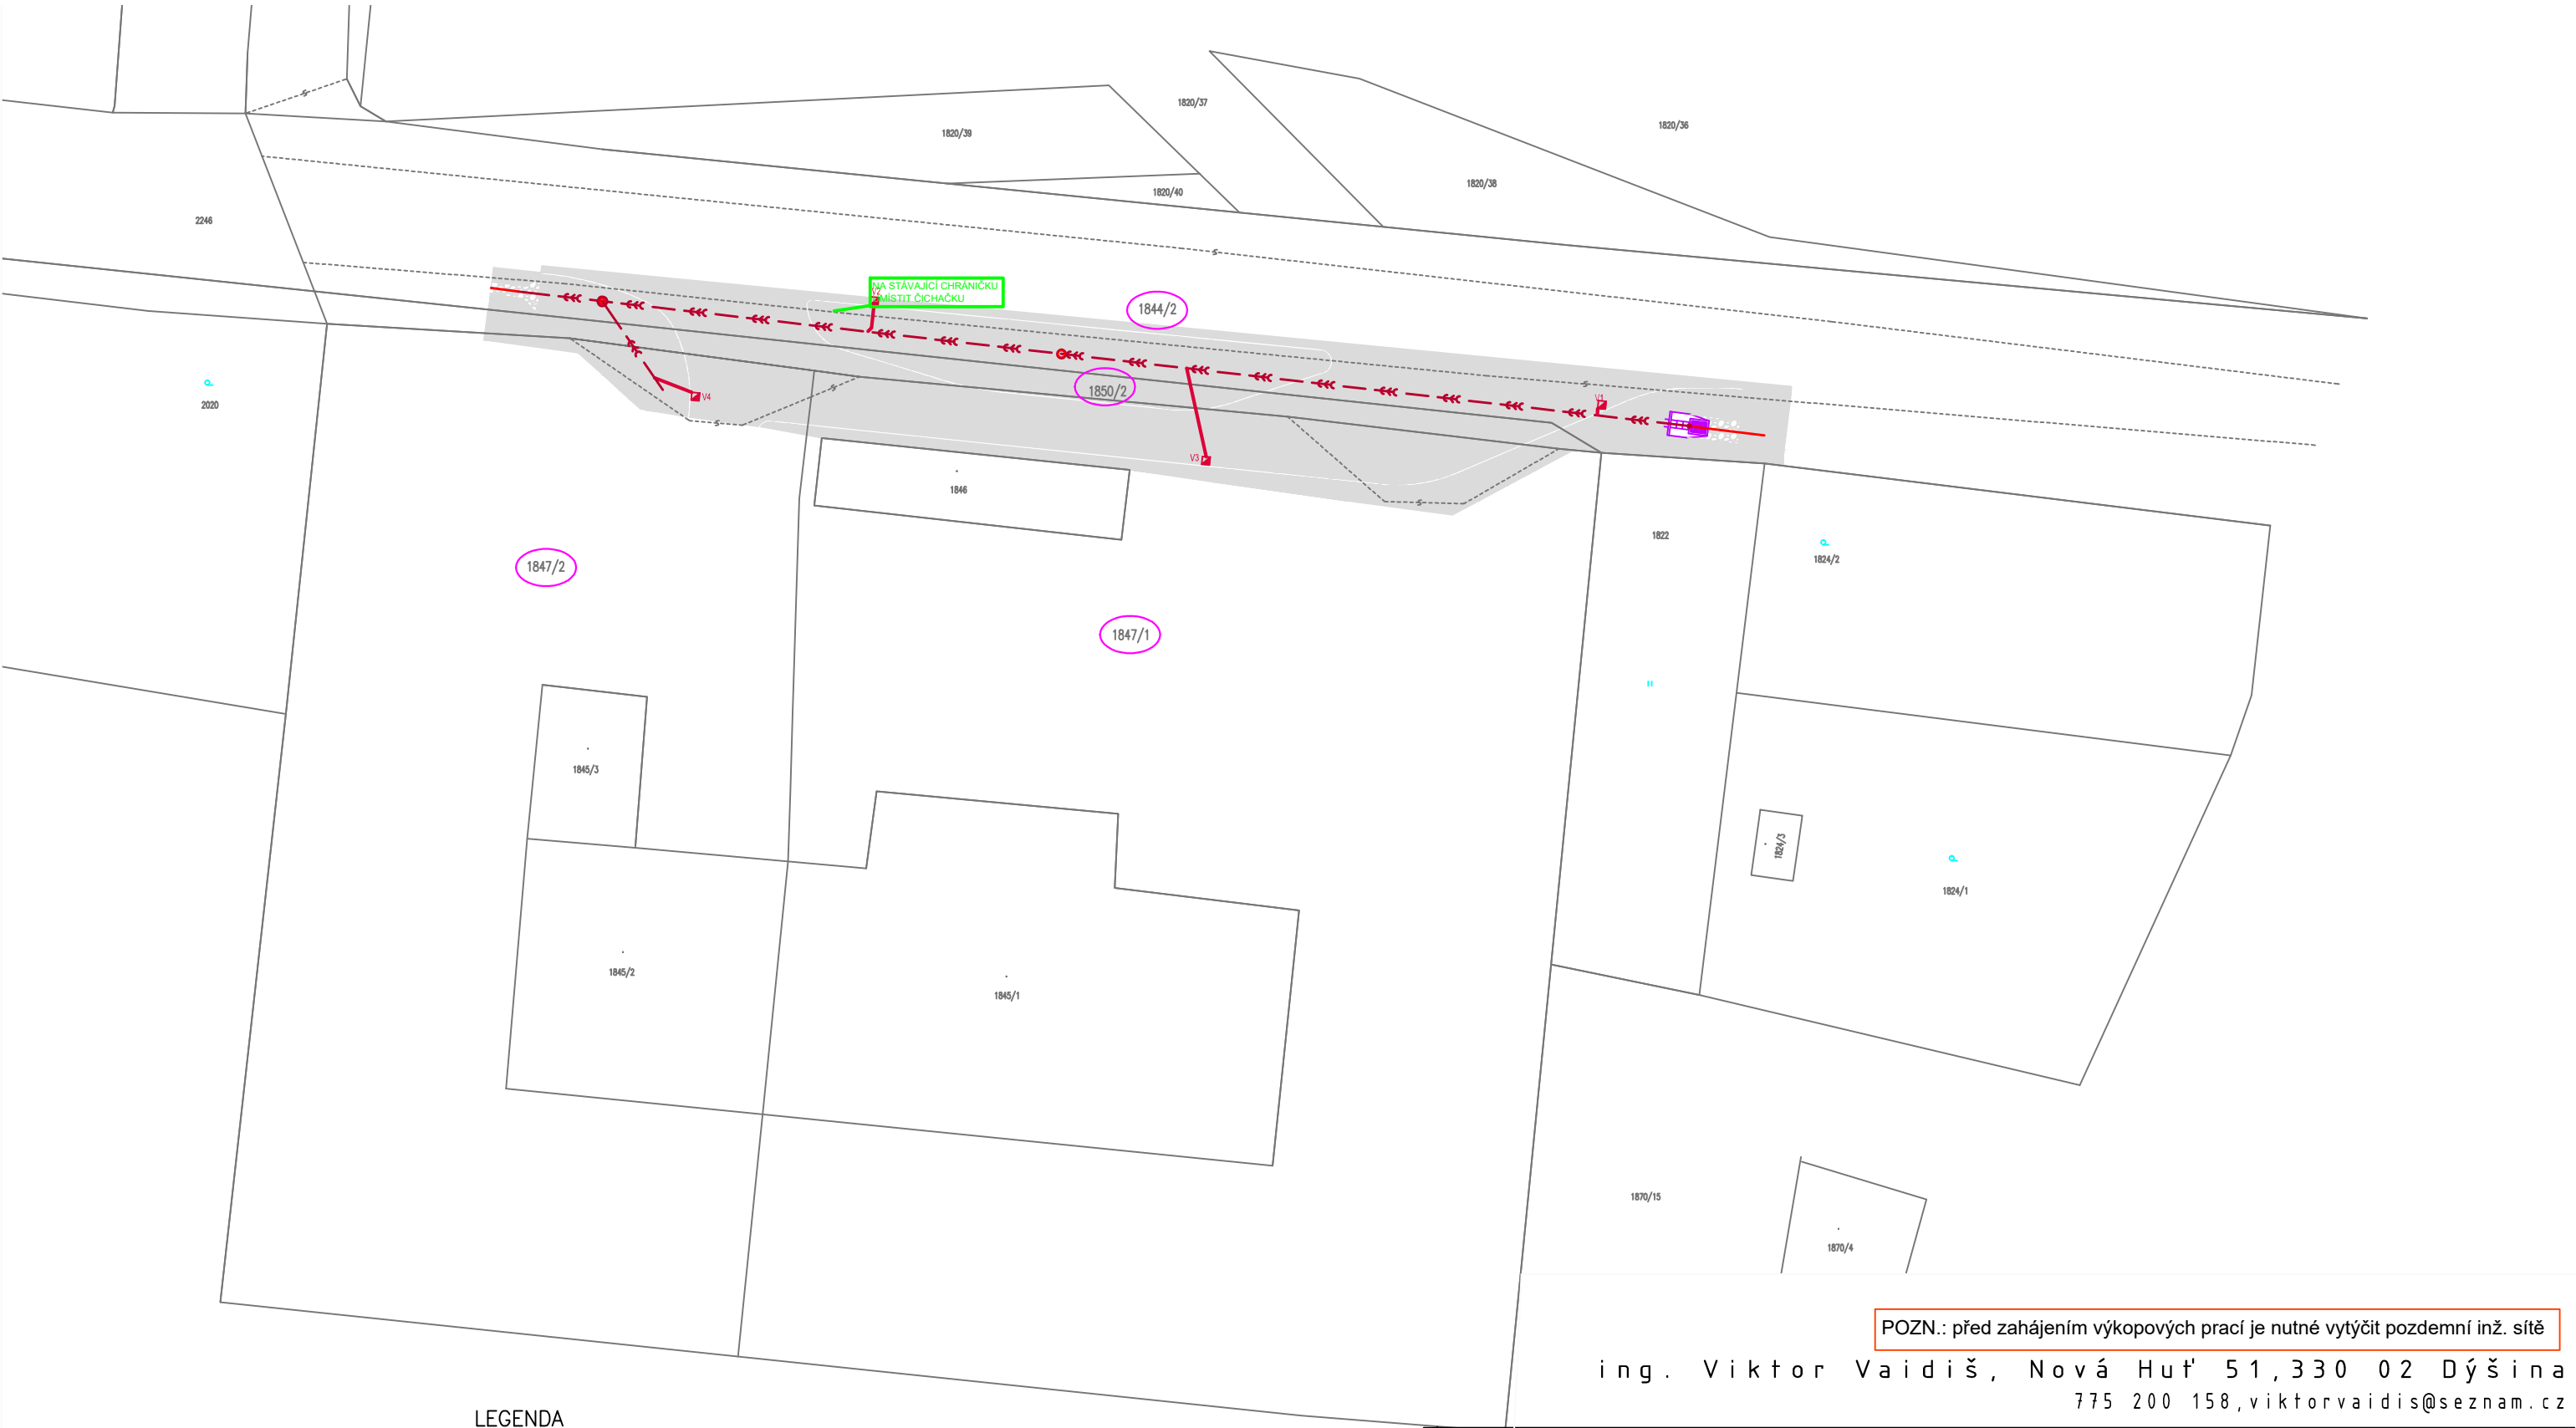 1820/37
1820/36
1820/39
1820/38
1820/40
2246
s
s
NA STÁVAJÍCÍ CHRÁNIČKU
MÍSTIT ČICHAČKU
V2
1844/2
1850/2
s
s
s
s
V1
V4
V3
P
2020
1846
1822
P
1824/2
1847/2
1847/1
1845/3
1824/3
P
1824/1
1845/2
1845/1
1870/15
1870/4
POZN.: před zahájením výkopových prací je nutné vytýčit pozdemní inž. sítě
ing. Viktor Vaidiš, Nová Huť 51,330 02 Dýšina
775 200 158,viktorvaidis@seznam.cz
LEGENDA